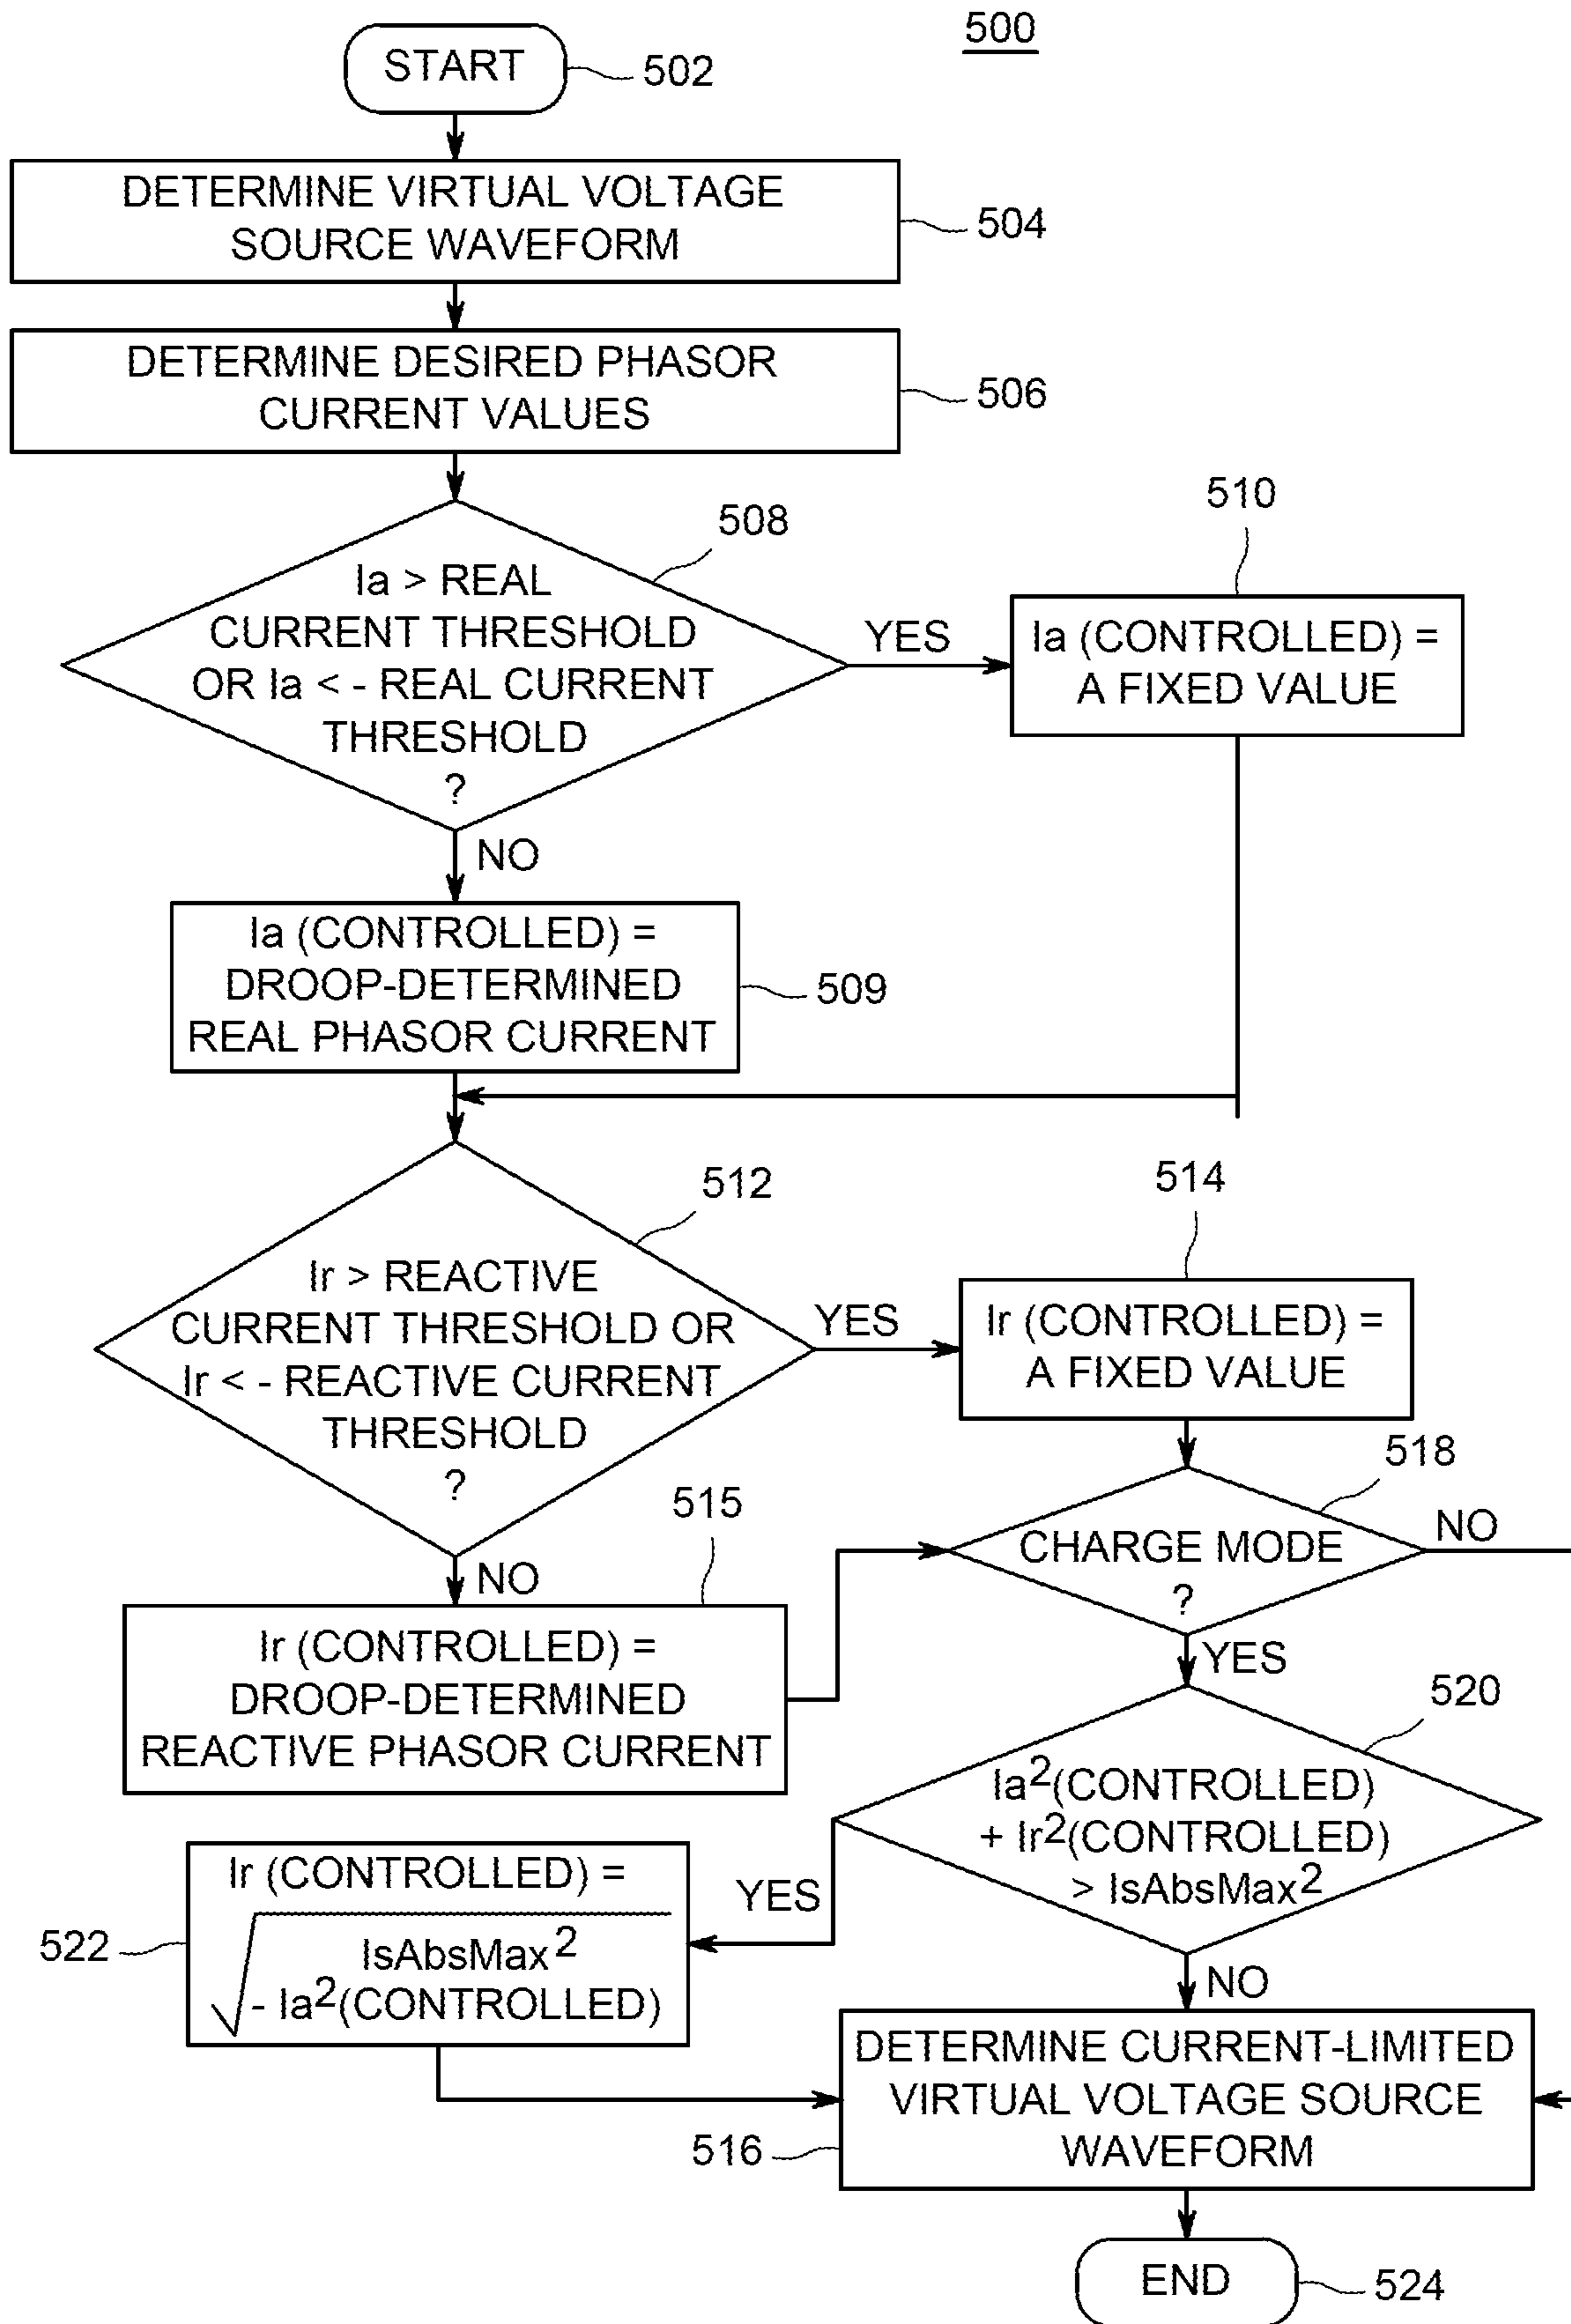 500
START
502
DETERMINE VIRTUAL VOLTAGE
SOURCE WAVEFORM
504
DETERMINE DESIRED PHASOR
CURRENT VALUES
506
508
Ia > REAL
CURRENT THRESHOLD
OR Ia < - REAL CURRENT
THRESHOLD
?
YES
510
Ia (CONTROLLED) =
A FIXED VALUE
NO
Ia (CONTROLLED) =
DROOP-DETERMINED
REAL PHASOR CURRENT
509
512
Ir > REACTIVE
CURRENT THRESHOLD OR
Ir < - REACTIVE CURRENT
THRESHOLD
?
YES
514
Ir (CONTROLLED) =
A FIXED VALUE
NO
515
Ir (CONTROLLED) =
DROOP-DETERMINED
REACTIVE PHASOR CURRENT
518
CHARGE MODE
?
NO
YES
520
Ia²(CONTROLLED)
+ Ir²(CONTROLLED)
> IsAbsMax²
YES
522
Ir (CONTROLLED) =
√ IsAbsMax²
- Ia²(CONTROLLED)
NO
DETERMINE CURRENT-LIMITED
VIRTUAL VOLTAGE SOURCE
WAVEFORM
516
END
524